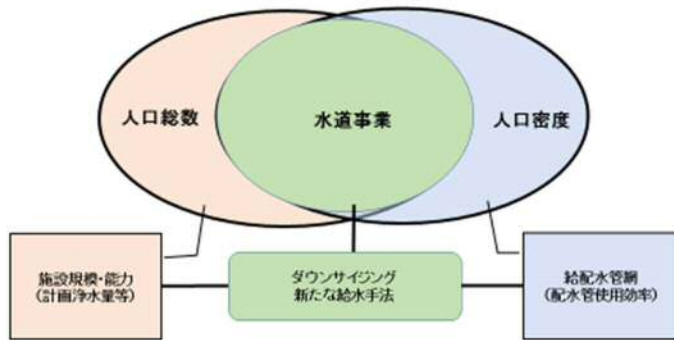 人口総数
水道事業
人口密度
施設規模・能力
(計画浄水量等)
ダウンサイジング
新たな給水手法
給配水管網
(配水管使用効率)